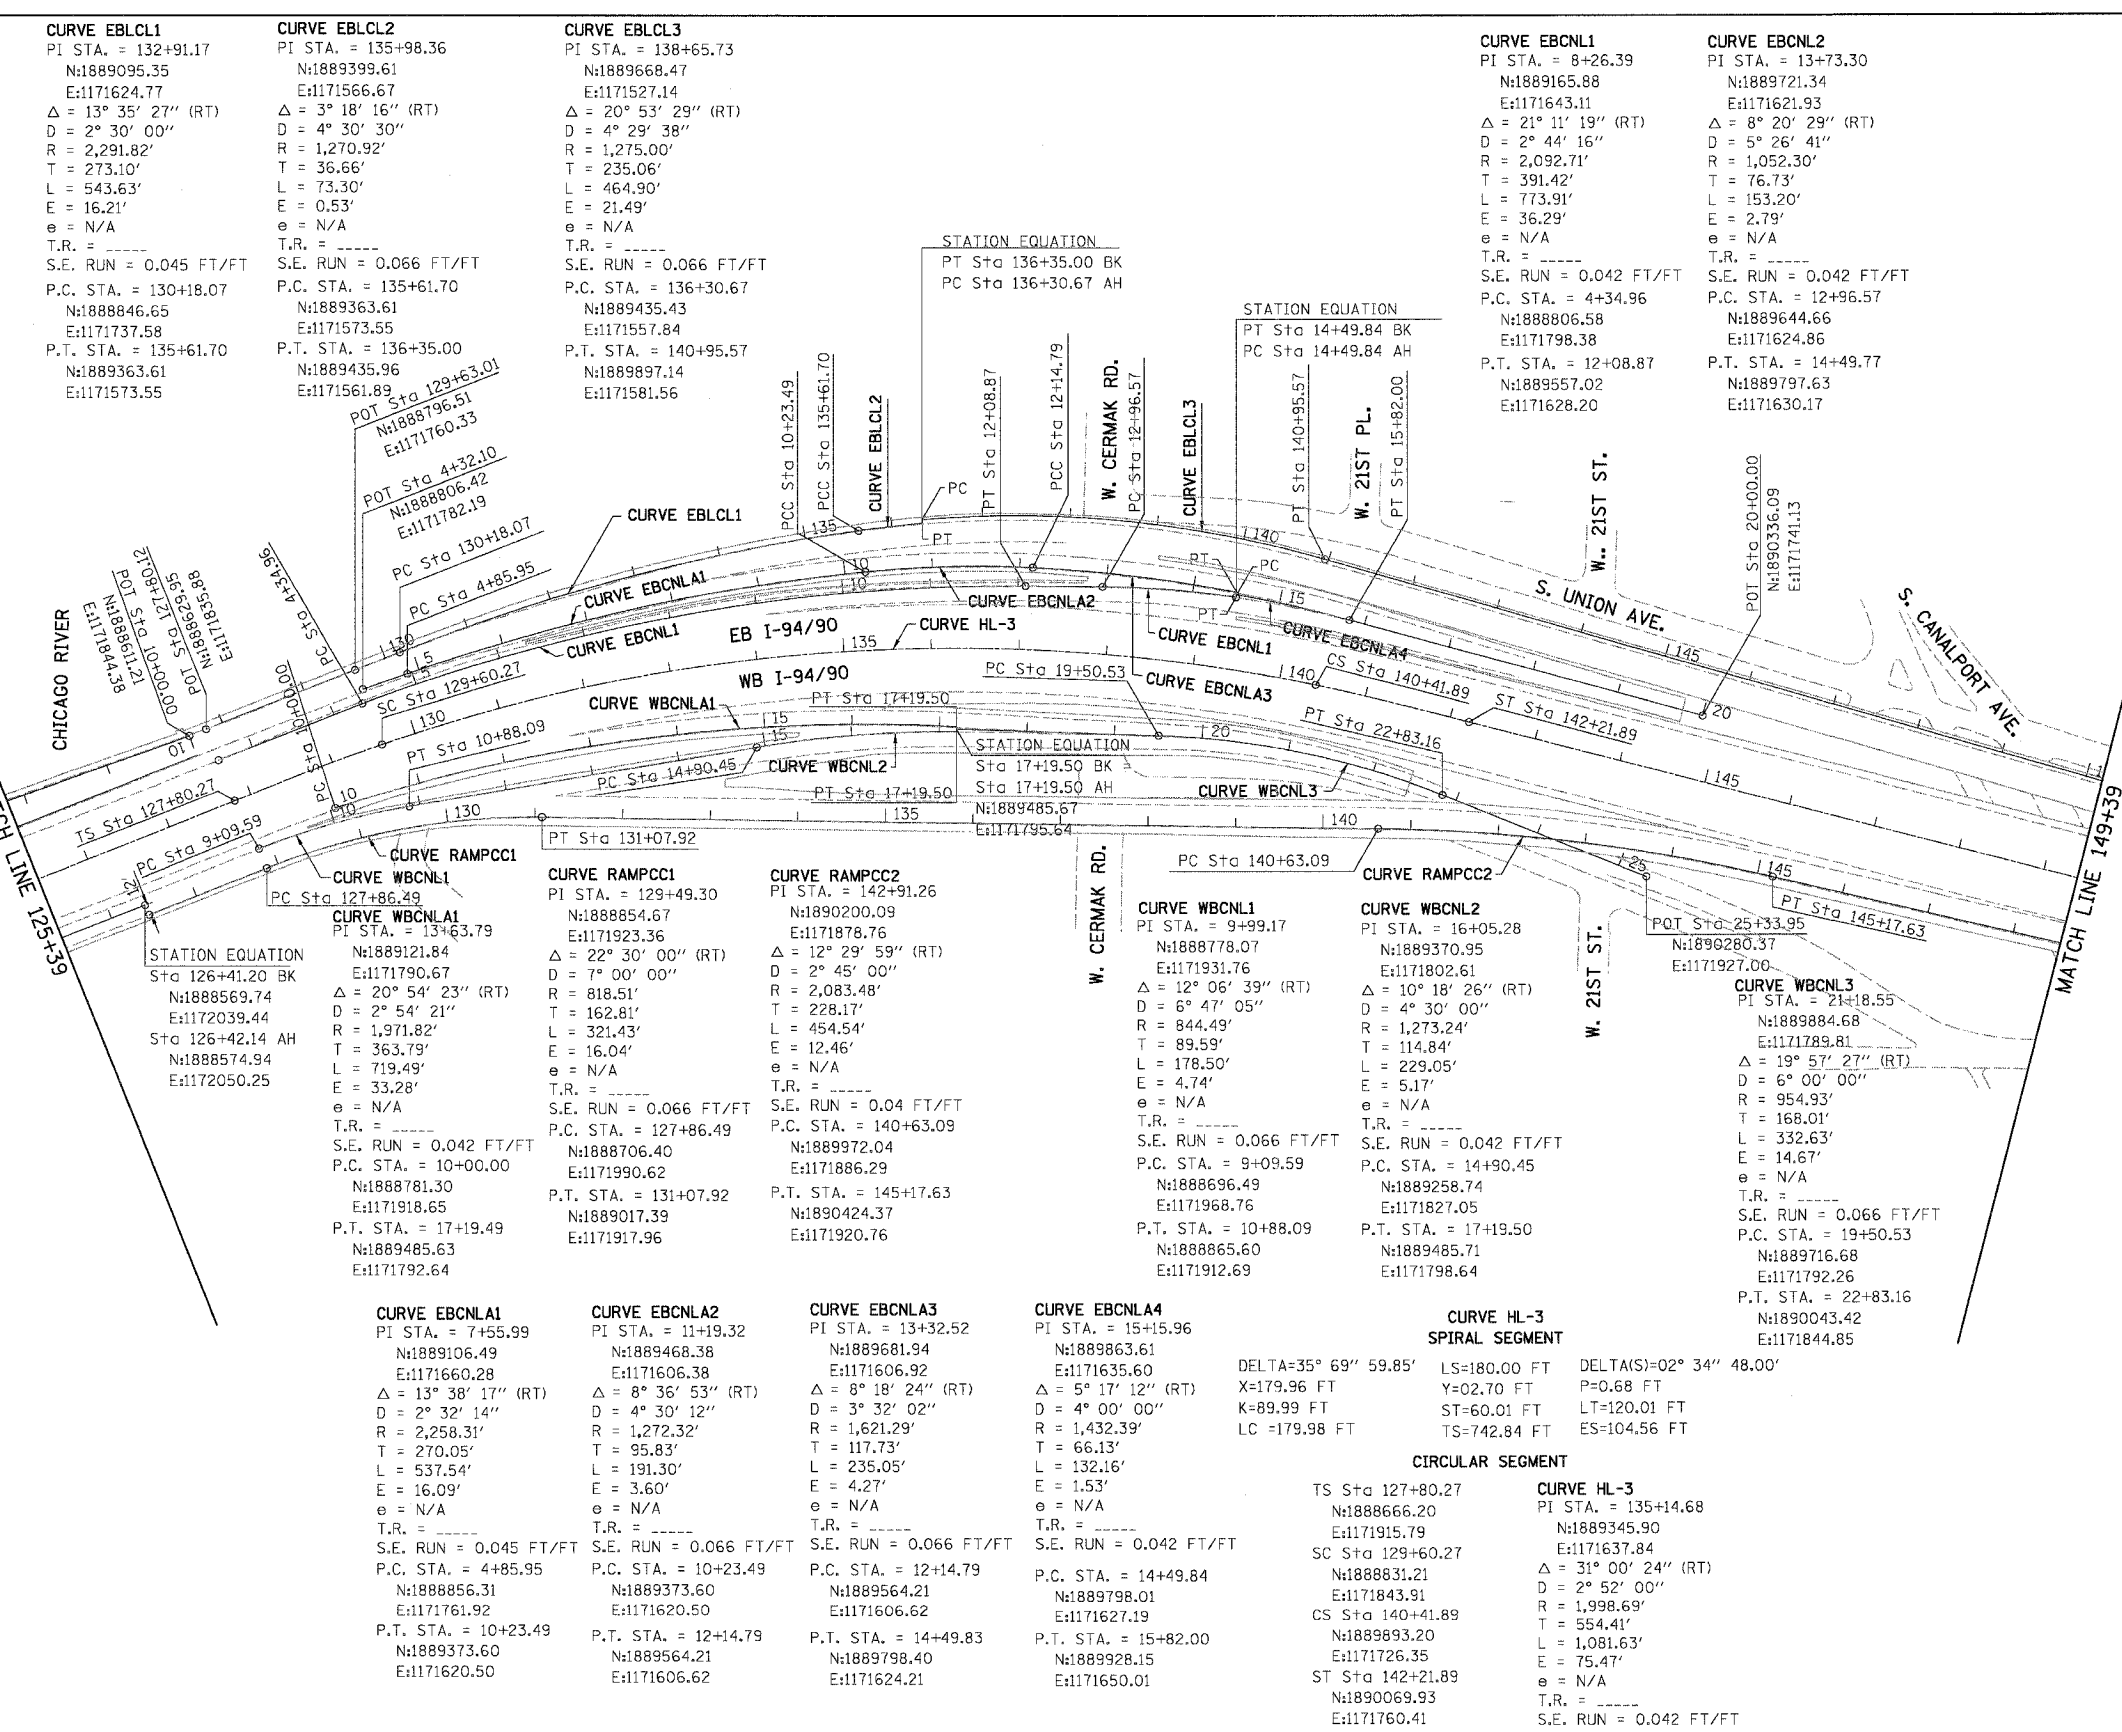 CURVE EBLCL1
PI STA. = 132+91.17
N:1889095.35
E:1171624.77
Δ = 13° 35' 27'' (RT)
D = 2° 30' 00''
R = 2,291.82'
T = 273.10'
L = 543.63'
E = 16.21'
e = N/A
T.R. = _____
S.E. RUN = 0.045 FT/FT
P.C. STA. = 130+18.07
N:1888846.65
E:1171737.58
P.T. STA. = 135+61.70
N:1889363.61
E:1171573.55
CURVE EBLCL2
PI STA. = 135+98.36
N:1889399.61
E:1171566.67
Δ = 3° 18' 16'' (RT)
D = 4° 30' 30''
R = 1,270.92'
T = 36.66'
L = 73.30'
E = 0.53'
e = N/A
T.R. = _____
S.E. RUN = 0.066 FT/FT
P.C. STA. = 135+61.70
N:1889363.61
E:1171573.55
P.T. STA. = 136+35.00
N:1889435.96
E:1171561.89
CURVE EBLCL3
PI STA. = 138+65.73
N:1889668.47
E:1171527.14
Δ = 20° 53' 29'' (RT)
D = 4° 29' 38''
R = 1,275.00'
T = 235.06'
L = 464.90'
E = 21.49'
e = N/A
T.R. = _____
S.E. RUN = 0.066 FT/FT
P.C. STA. = 136+30.67
N:1889435.43
E:1171557.84
P.T. STA. = 140+95.57
N:1889897.14
E:1171581.56
CURVE EBCNL1
PI STA. = 8+26.39
N:1889165.88
E:1171643.11
Δ = 21° 11' 19'' (RT)
D = 2° 44' 16''
R = 2,092.71'
T = 391.42'
L = 773.91'
E = 36.29'
e = N/A
T.R. = _____
S.E. RUN = 0.042 FT/FT
P.C. STA. = 4+34.96
N:1888806.58
E:1171798.38
P.T. STA. = 12+08.87
N:1889557.02
E:1171628.20
CURVE EBCNL2
PI STA. = 13+73.30
N:1889721.34
E:1171621.93
Δ = 8° 20' 29'' (RT)
D = 5° 26' 41''
R = 1,052.30'
T = 76.73'
L = 153.20'
E = 2.79'
e = N/A
T.R. = _____
S.E. RUN = 0.042 FT/FT
P.C. STA. = 12+96.57
N:1889644.66
E:1171624.86
P.T. STA. = 14+49.77
N:1889797.63
E:1171630.17
STATION EQUATION
PT Sta 136+35.00 BK
PC Sta 136+30.67 AH
STATION EQUATION
PT Sta 14+49.84 BK
PC Sta 14+49.84 AH
POT Sta 129+63.01
N:1888796.51
E:1171760.33
POT Sta 4+32.10
N:1888806.42
E:1171782.19
PC Sta 130+18.07
PC Sta 4+85.95
PC Sta 4+34.96
E:1171835.88
N:1888629.95
POT Sta 127+80.12
POT Sta 10+00.00
N:1888611.21
E:1171844.38
CHICAGO RIVER
PC Sta 10+00.00
SC Sta 129+60.27
PT Sta 10+88.09
TS Sta 127+80.27
PC Sta 9+09.59
PC Sta 127+86.49
MATCH LINE 125+39
PCC Sta 10+23.49
PCC Sta 135+61.70
CURVE EBLCL2
PT Sta 12+08.87
PCC Sta 12+14.79
W. CERMAK RD.
PC Sta 12+96.57
CURVE EBLCL3
PT Sta 140+95.57
W. 21ST PL.
PT Sta 15+82.00
W. 21ST ST.
POT Sta 20+00.00
N:1890336.09
E:1171741.13
S. UNION AVE.
S. CANALPORT AVE.
CURVE EBLCL1
CURVE EBCNLA1
CURVE EBCNL1
CURVE EBCNLA2
PC
PT
PT
PC
PT
EB I-94/90
WB I-94/90
CURVE HL-3
CURVE EBCNL1
CURVE EBCNLA4
CURVE EBCNLA3
CS Sta 140+41.89
ST Sta 142+21.89
PC Sta 19+50.53
PT Sta 22+83.16
PT Sta 17+19.50
CURVE WBCNLA1
PC Sta 14+90.45
CURVE WBCNL2
PT Sta 17+19.50
STATION EQUATION
Sta 17+19.50 BK =
Sta 17+19.50 AH
N:1889485.67
E:1171795.64
CURVE WBCNL3
PT Sta 131+07.92
PC Sta 140+63.09
CURVE RAMPCC1
CURVE WBCNL1
CURVE RAMPCC2
W. CERMAK RD.
W. 21ST ST.
POT Sta 25+33.95
N:1890280.37
E:1171927.00
PT Sta 145+17.63
MATCH LINE 149+39
130
5
5
135
10
10
140
15
145
20
130
135
140
145
10
10
10
15
15
20
25
12
130
135
140
145
STATION EQUATION
Sta 126+41.20 BK
N:1888569.74
E:1172039.44
Sta 126+42.14 AH
N:1888574.94
E:1172050.25
CURVE WBCNLA1
PI STA. = 13+63.79
N:1889121.84
E:1171790.67
Δ = 20° 54' 23'' (RT)
D = 2° 54' 21''
R = 1,971.82'
T = 363.79'
L = 719.49'
E = 33.28'
e = N/A
T.R. = _____
S.E. RUN = 0.042 FT/FT
P.C. STA. = 10+00.00
N:1888781.30
E:1171918.65
P.T. STA. = 17+19.49
N:1889485.63
E:1171792.64
CURVE RAMPCC1
PI STA. = 129+49.30
N:1888854.67
E:1171923.36
Δ = 22° 30' 00'' (RT)
D = 7° 00' 00''
R = 818.51'
T = 162.81'
L = 321.43'
E = 16.04'
e = N/A
T.R. = _____
S.E. RUN = 0.066 FT/FT
P.C. STA. = 127+86.49
N:1888706.40
E:1171990.62
P.T. STA. = 131+07.92
N:1889017.39
E:1171917.96
CURVE RAMPCC2
PI STA. = 142+91.26
N:1890200.09
E:1171878.76
Δ = 12° 29' 59'' (RT)
D = 2° 45' 00''
R = 2,083.48'
T = 228.17'
L = 454.54'
E = 12.46'
e = N/A
T.R. = _____
S.E. RUN = 0.04 FT/FT
P.C. STA. = 140+63.09
N:1889972.04
E:1171886.29
P.T. STA. = 145+17.63
N:1890424.37
E:1171920.76
CURVE WBCNL1
PI STA. = 9+99.17
N:1888778.07
E:1171931.76
Δ = 12° 06' 39'' (RT)
D = 6° 47' 05''
R = 844.49'
T = 89.59'
L = 178.50'
E = 4.74'
e = N/A
T.R. = _____
S.E. RUN = 0.066 FT/FT
P.C. STA. = 9+09.59
N:1888696.49
E:1171968.76
P.T. STA. = 10+88.09
N:1888865.60
E:1171912.69
CURVE WBCNL2
PI STA. = 16+05.28
N:1889370.95
E:1171802.61
Δ = 10° 18' 26'' (RT)
D = 4° 30' 00''
R = 1,273.24'
T = 114.84'
L = 229.05'
E = 5.17'
e = N/A
T.R. = _____
S.E. RUN = 0.042 FT/FT
P.C. STA. = 14+90.45
N:1889258.74
E:1171827.05
P.T. STA. = 17+19.50
N:1889485.71
E:1171798.64
CURVE WBCNL3
PI STA. = 21+18.55
N:1889884.68
E:1171789.81
Δ = 19° 57' 27'' (RT)
D = 6° 00' 00''
R = 954.93'
T = 168.01'
L = 332.63'
E = 14.67'
e = N/A
T.R. = _____
S.E. RUN = 0.066 FT/FT
P.C. STA. = 19+50.53
N:1889716.68
E:1171792.26
P.T. STA. = 22+83.16
N:1890043.42
E:1171844.85
CURVE EBCNLA1
PI STA. = 7+55.99
N:1889106.49
E:1171660.28
Δ = 13° 38' 17'' (RT)
D = 2° 32' 14''
R = 2,258.31'
T = 270.05'
L = 537.54'
E = 16.09'
e = N/A
T.R. = _____
S.E. RUN = 0.045 FT/FT
P.C. STA. = 4+85.95
N:1888856.31
E:1171761.92
P.T. STA. = 10+23.49
N:1889373.60
E:1171620.50
CURVE EBCNLA2
PI STA. = 11+19.32
N:1889468.38
E:1171606.38
Δ = 8° 36' 53'' (RT)
D = 4° 30' 12''
R = 1,272.32'
T = 95.83'
L = 191.30'
E = 3.60'
e = N/A
T.R. = _____
S.E. RUN = 0.066 FT/FT
P.C. STA. = 10+23.49
N:1889373.60
E:1171620.50
P.T. STA. = 12+14.79
N:1889564.21
E:1171606.62
CURVE EBCNLA3
PI STA. = 13+32.52
N:1889681.94
E:1171606.92
Δ = 8° 18' 24'' (RT)
D = 3° 32' 02''
R = 1,621.29'
T = 117.73'
L = 235.05'
E = 4.27'
e = N/A
T.R. = _____
S.E. RUN = 0.066 FT/FT
P.C. STA. = 12+14.79
N:1889564.21
E:1171606.62
P.T. STA. = 14+49.83
N:1889798.40
E:1171624.21
CURVE EBCNLA4
PI STA. = 15+15.96
N:1889863.61
E:1171635.60
Δ = 5° 17' 12'' (RT)
D = 4° 00' 00''
R = 1,432.39'
T = 66.13'
L = 132.16'
E = 1.53'
e = N/A
T.R. = _____
S.E. RUN = 0.042 FT/FT
P.C. STA. = 14+49.84
N:1889798.01
E:1171627.19
P.T. STA. = 15+82.00
N:1889928.15
E:1171650.01
CURVE HL-3
SPIRAL SEGMENT
DELTA=35° 69'' 59.85' LS=180.00 FT DELTA(S)=02° 34'' 48.00'
X=179.96 FT Y=02.70 FT P=0.68 FT
K=89.99 FT ST=60.01 FT LT=120.01 FT
LC =179.98 FT TS=742.84 FT ES=104.56 FT
CIRCULAR SEGMENT
TS Sta 127+80.27
N:1888666.20
E:1171915.79
SC Sta 129+60.27
N:1888831.21
E:1171843.91
CS Sta 140+41.89
N:1889893.20
E:1171726.35
ST Sta 142+21.89
N:1890069.93
E:1171760.41
CURVE HL-3
PI STA. = 135+14.68
N:1889345.90
E:1171637.84
Δ = 31° 00' 24'' (RT)
D = 2° 52' 00''
R = 1,998.69'
T = 554.41'
L = 1,081.63'
E = 75.47'
e = N/A
T.R. = _____
S.E. RUN = 0.042 FT/FT